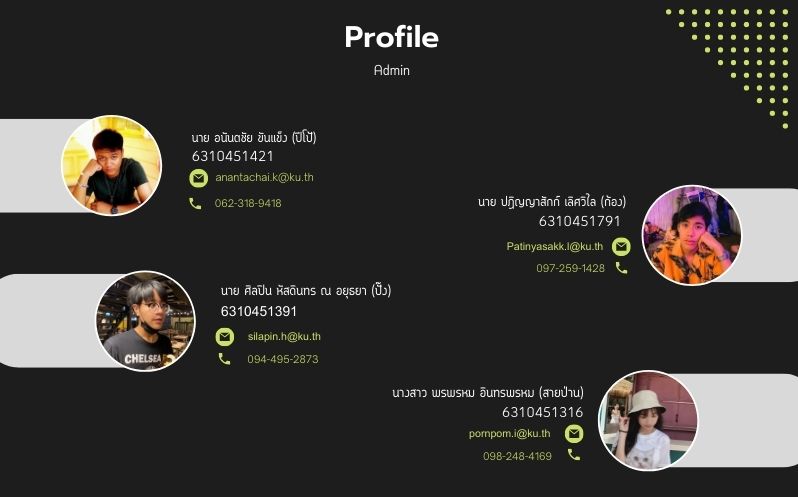 Profile
Admin
นาย อนันตชัย ขันแข็ง (ปีโป้)
6310451421
anantachai.k@ku.th
062-318-9418
นาย ปฏิญญาสักก์ เลิศวิไล (ก้อง)
6310451791
Patinyasakk.l@ku.th
097-259-1428
นาย ศิลปิน หัสดินทร ณ อยุธยา (ปิ๊ง)
6310451391
silapin.h@ku.th
094-495-2873
CHELSEA
นางสาว พรพรหม อินทรพรหม (สายป่าน)
6310451316
pornpom.i@ku.th
098-248-4169